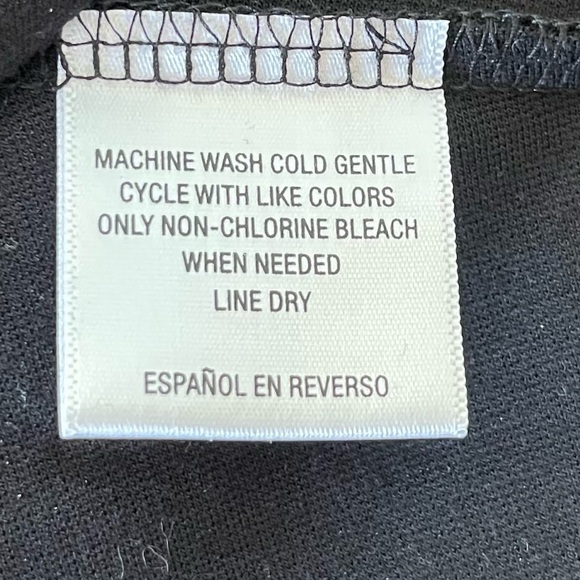 MACHINE WASH COLD GENTLE
CYCLE WITH LIKE COLORS
ONLY NON-CHLORINE BLEACH
WHEN NEEDED
LINE DRY
ESPAÑOL EN REVERSO